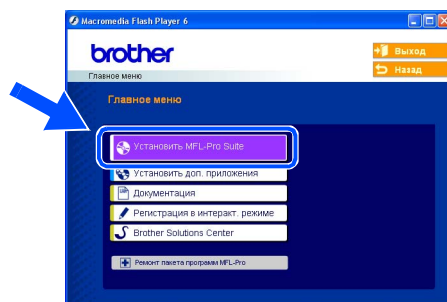 Macromedia Flash Player 6
brother
Выход
Назад
Главное меню
Главное меню
Установить MFL-Pro Suite
Установить доп. приложения
Документация
Регистрация в интеракт. режиме
Brother Solutions Center
Ремонт пакета програмM MFL-Pro